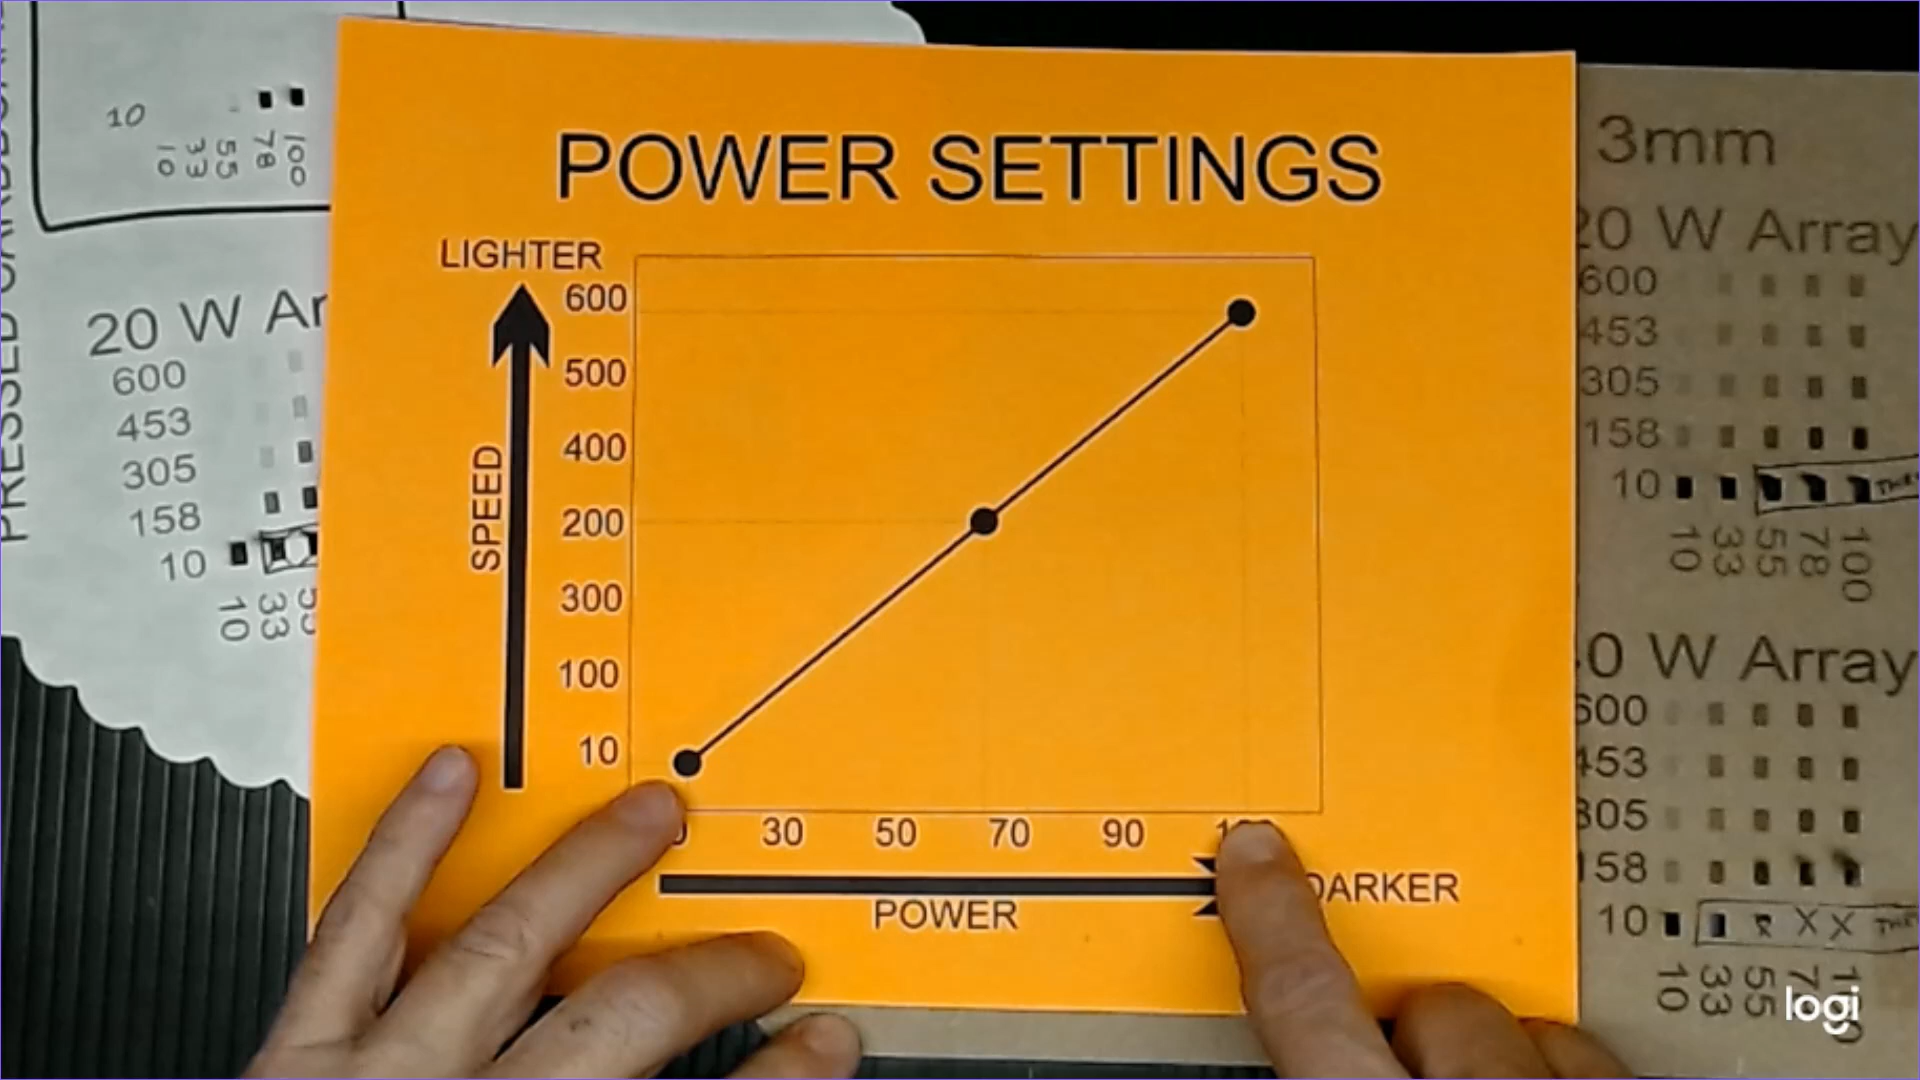 10
10
33
55
78
100
PRESSED
20 W Ar
600
453
305
158
10
10
33
POWER SETTINGS
LIGHTER
600
500
400
200
300
100
10
SPEED
30 50 70 90
DARKER
POWER
3mm
20 W Array
600
453
305
158
10
10
33
55
78
100
0 W Array
600
453
305
158
10 X X
10
33
55
logi